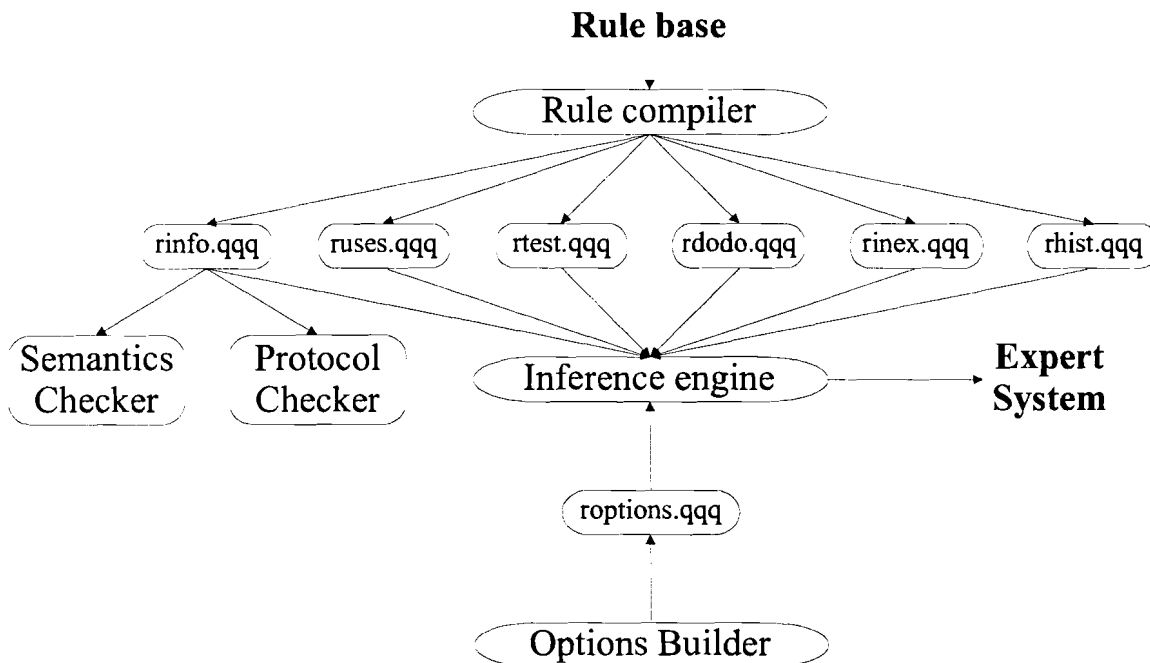 Rule base
Rule compiler
rinfo.qqq
ruses.qqq
rtest.qqq
rdodo.qqq
rinex.qqq
rhist.qqq
Semantics
Checker
Protocol
Checker
Inference engine
Expert
System
roptions.qqq
Options Builder